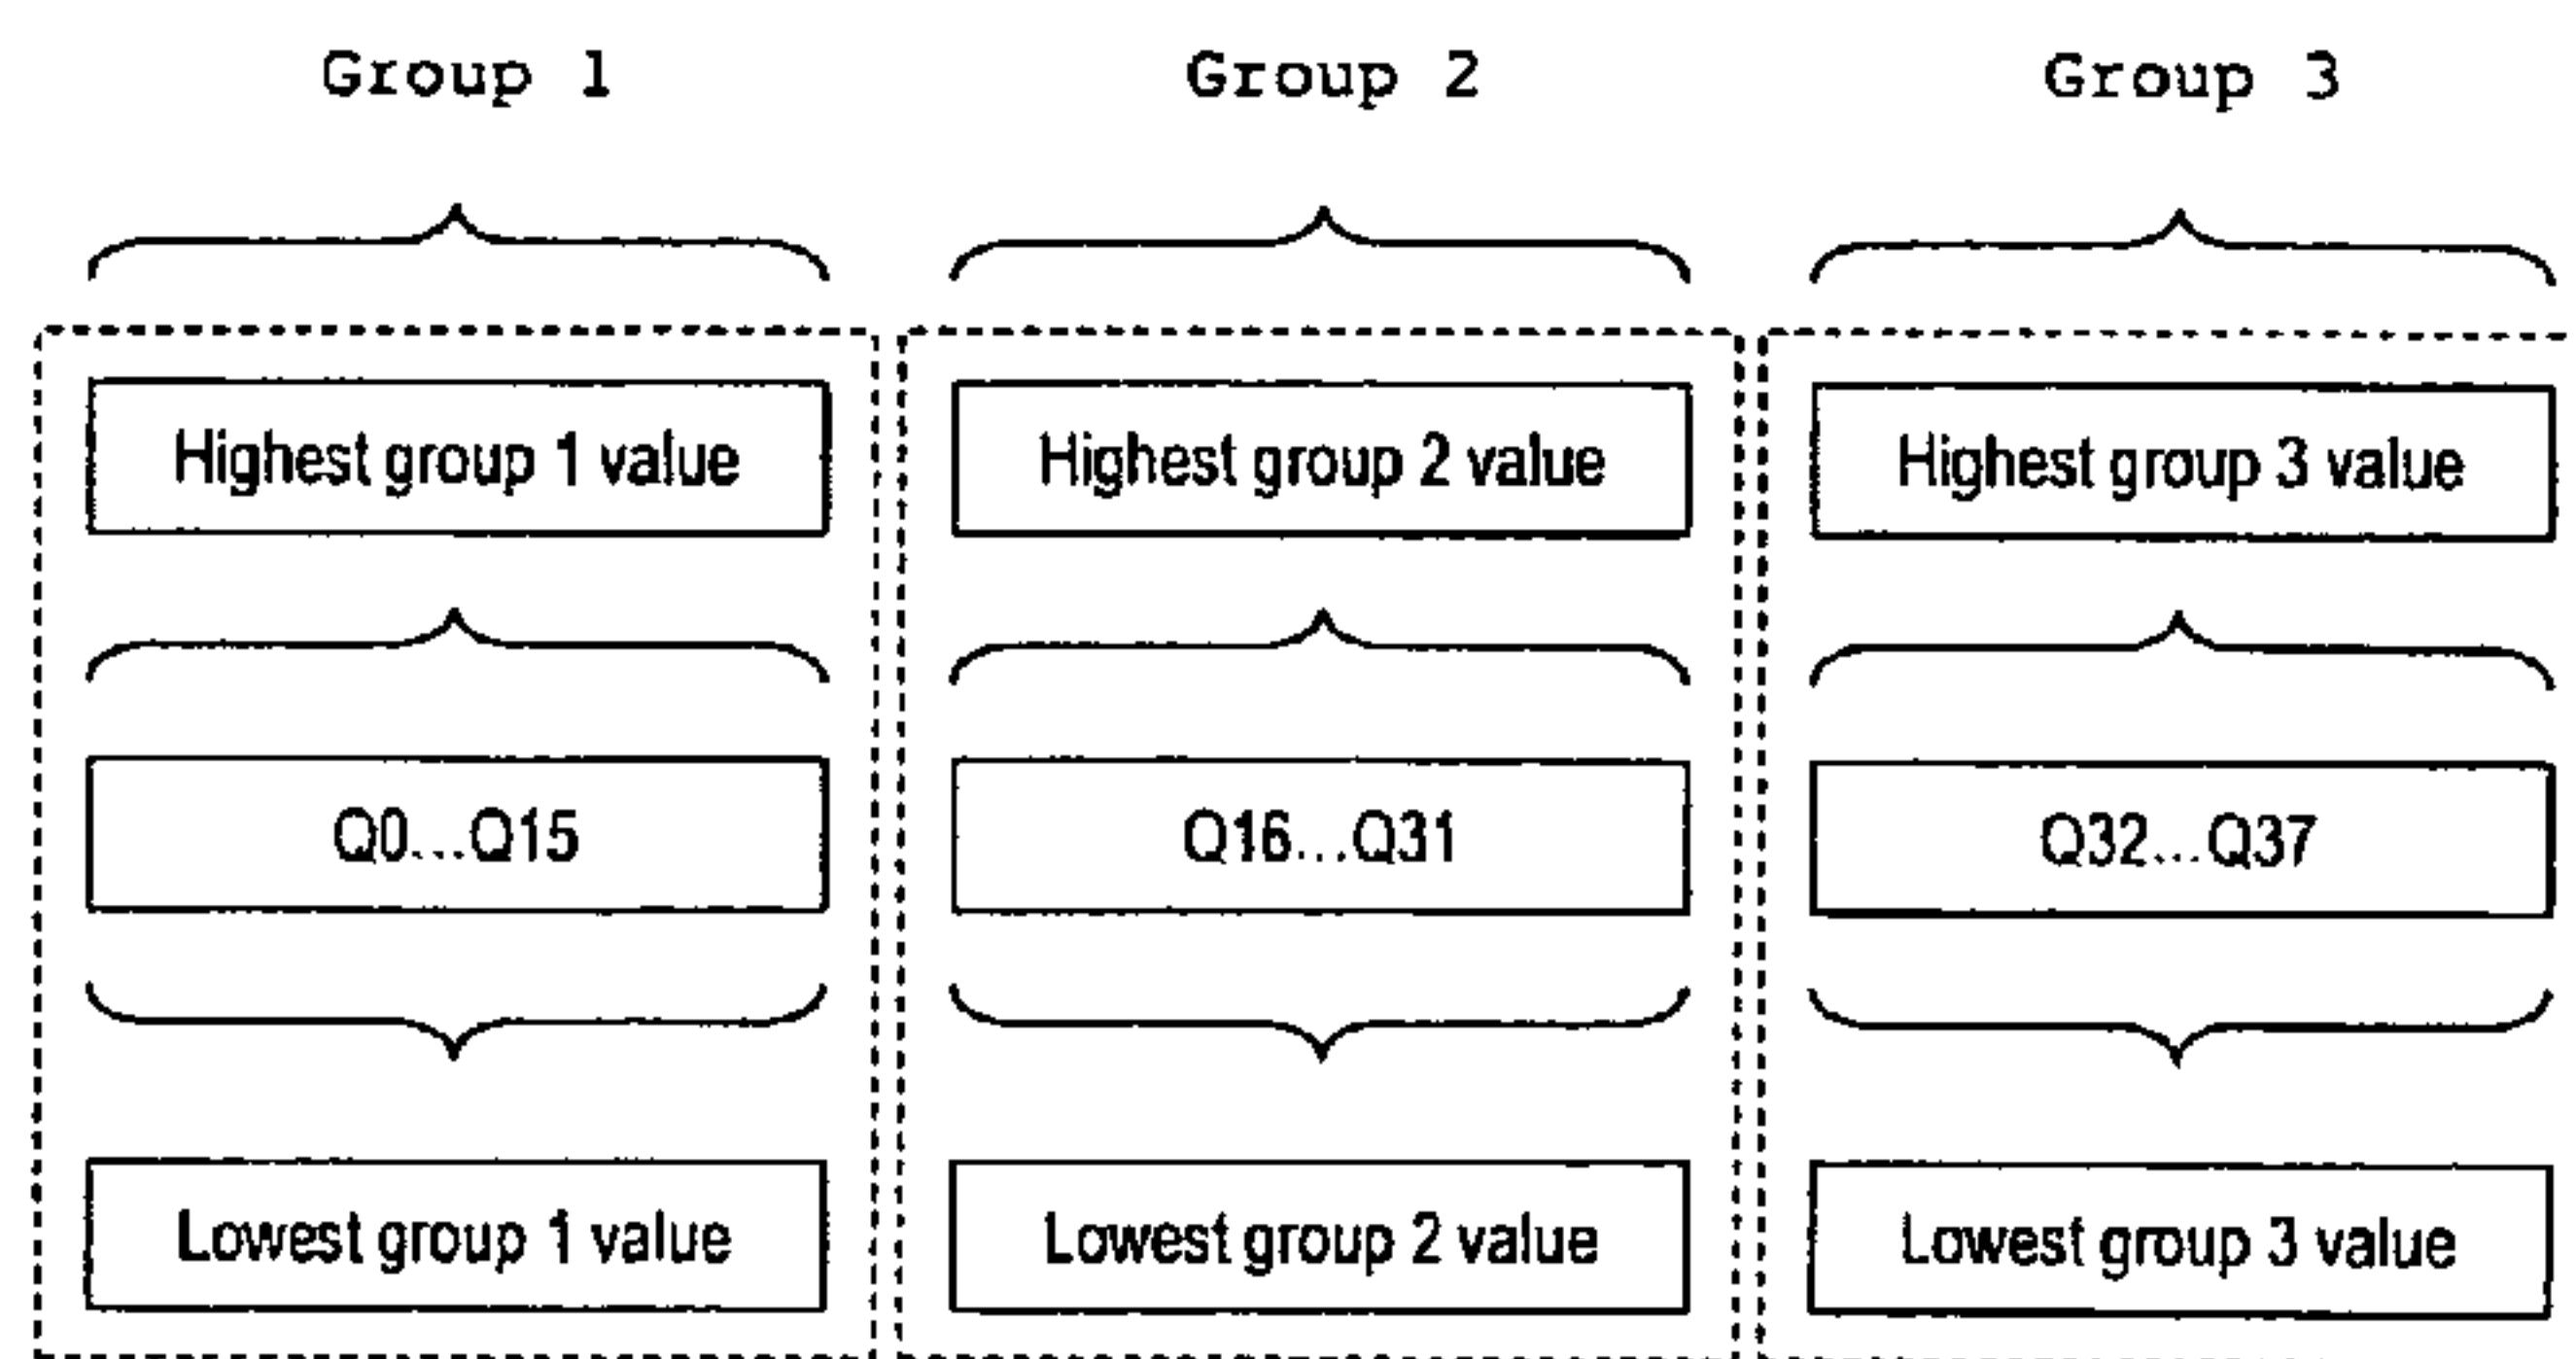 Group 1
Group 2
Group 3
Highest group 1 value
Highest group 2 value
Highest group 3 value
Q0...Q15
Q16...Q31
Q32...Q37
Lowest group 1 value
Lowest group 2 value
Lowest group 3 value